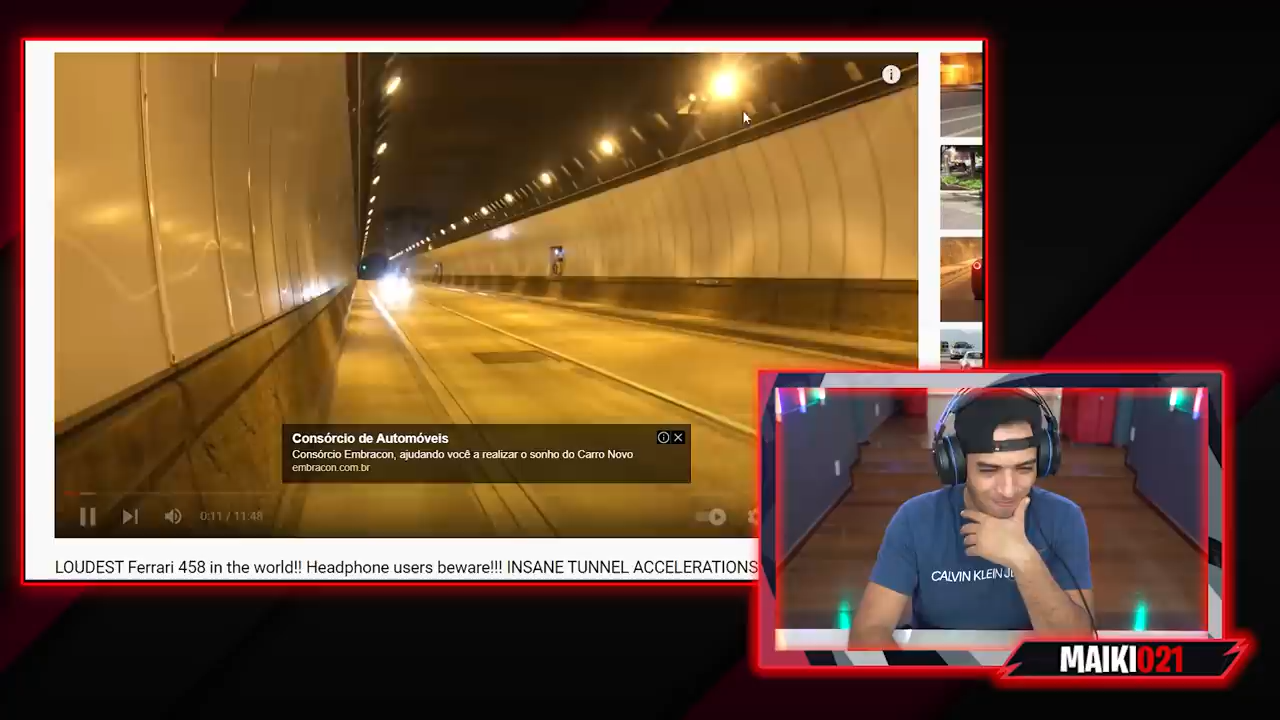 Consórcio de Automóveis
Consórcio Embracon, ajudando você a realizar o sonho do Carro Novo
embracon.com.br
0:11 / 11:48
LOUDEST Ferrari 458 in the world!! Headphone users beware!!! INSANE TUNNEL ACCELERATIONS
CALVIN KLEIN
MAIKI021